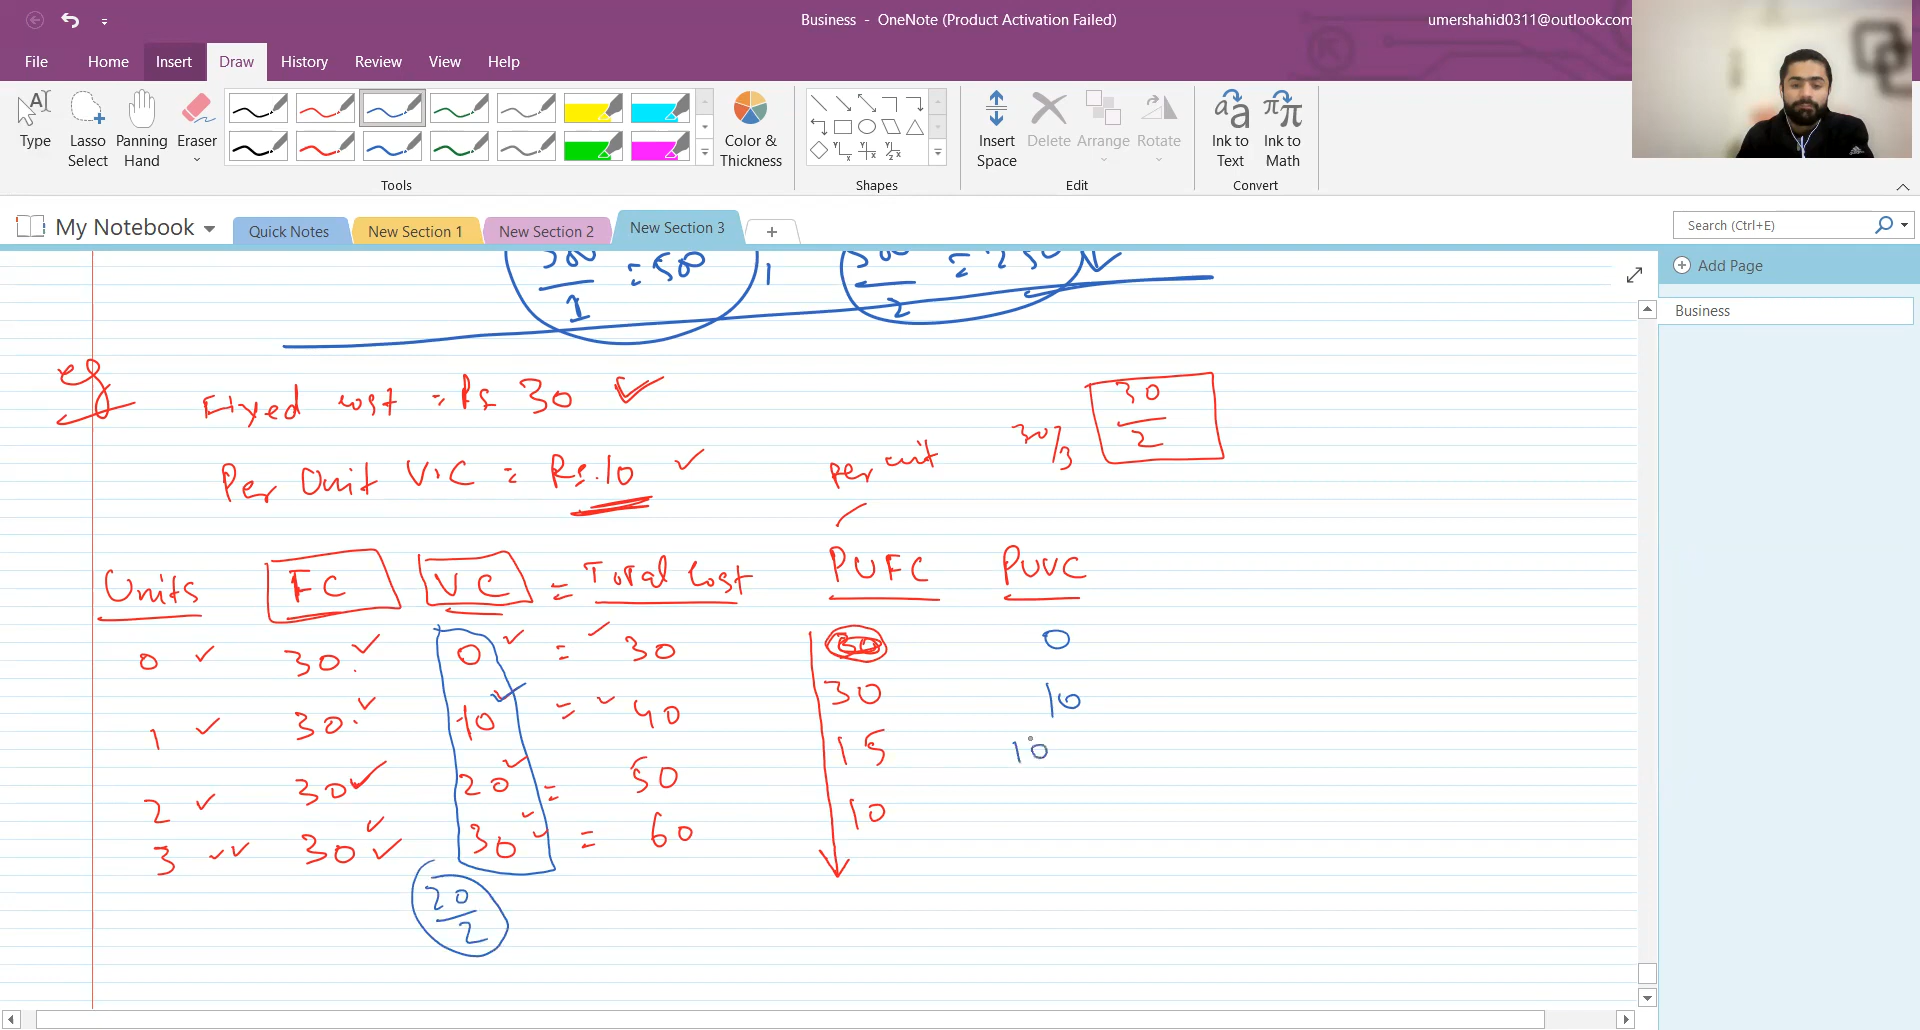 Business - OneNote (Product Activation Failed)
umershahid0311@outlook.com
File Home Insert Draw History Review View Help
Type
Lasso Select
Panning Hand
Eraser
Color & Thickness
Insert Space
Delete
Arrange
Rotate
Ink to Text
Ink to Math
Tools
Shapes
Edit
Convert
My Notebook
Quick Notes
New Section 1
New Section 2
New Section 3
+
Search (Ctrl+E)
Add Page
Business
1 = 50
2 =
eg Fixed cost = Rs 30
30/2
30/3
Per Unit V.C = Rs.10
per unit
Units FC VC = Total Cost PUFC PUVC
0 30 0 = 30 30 0
1 30 10 = 40 30 10
2 30 20 = 50 15 10
3 30 30 = 60 10
20/2